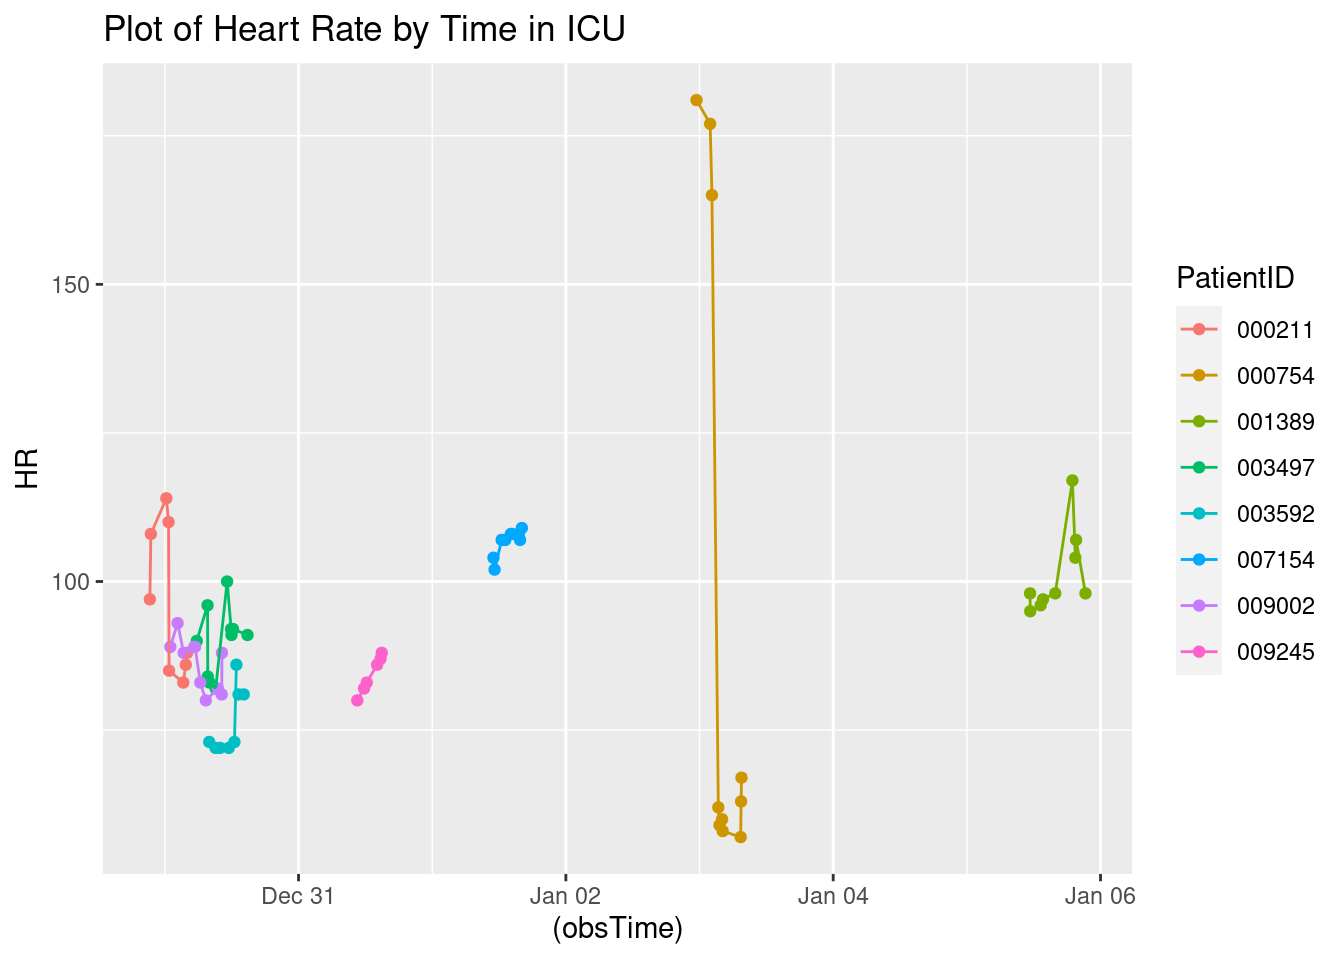 Plot of Heart Rate by Time in ICU
HR
150
100
Dec 31
Jan 02
Jan 04
Jan 06
(obsTime)
PatientID
000211
000754
001389
003497
003592
007154
009002
009245